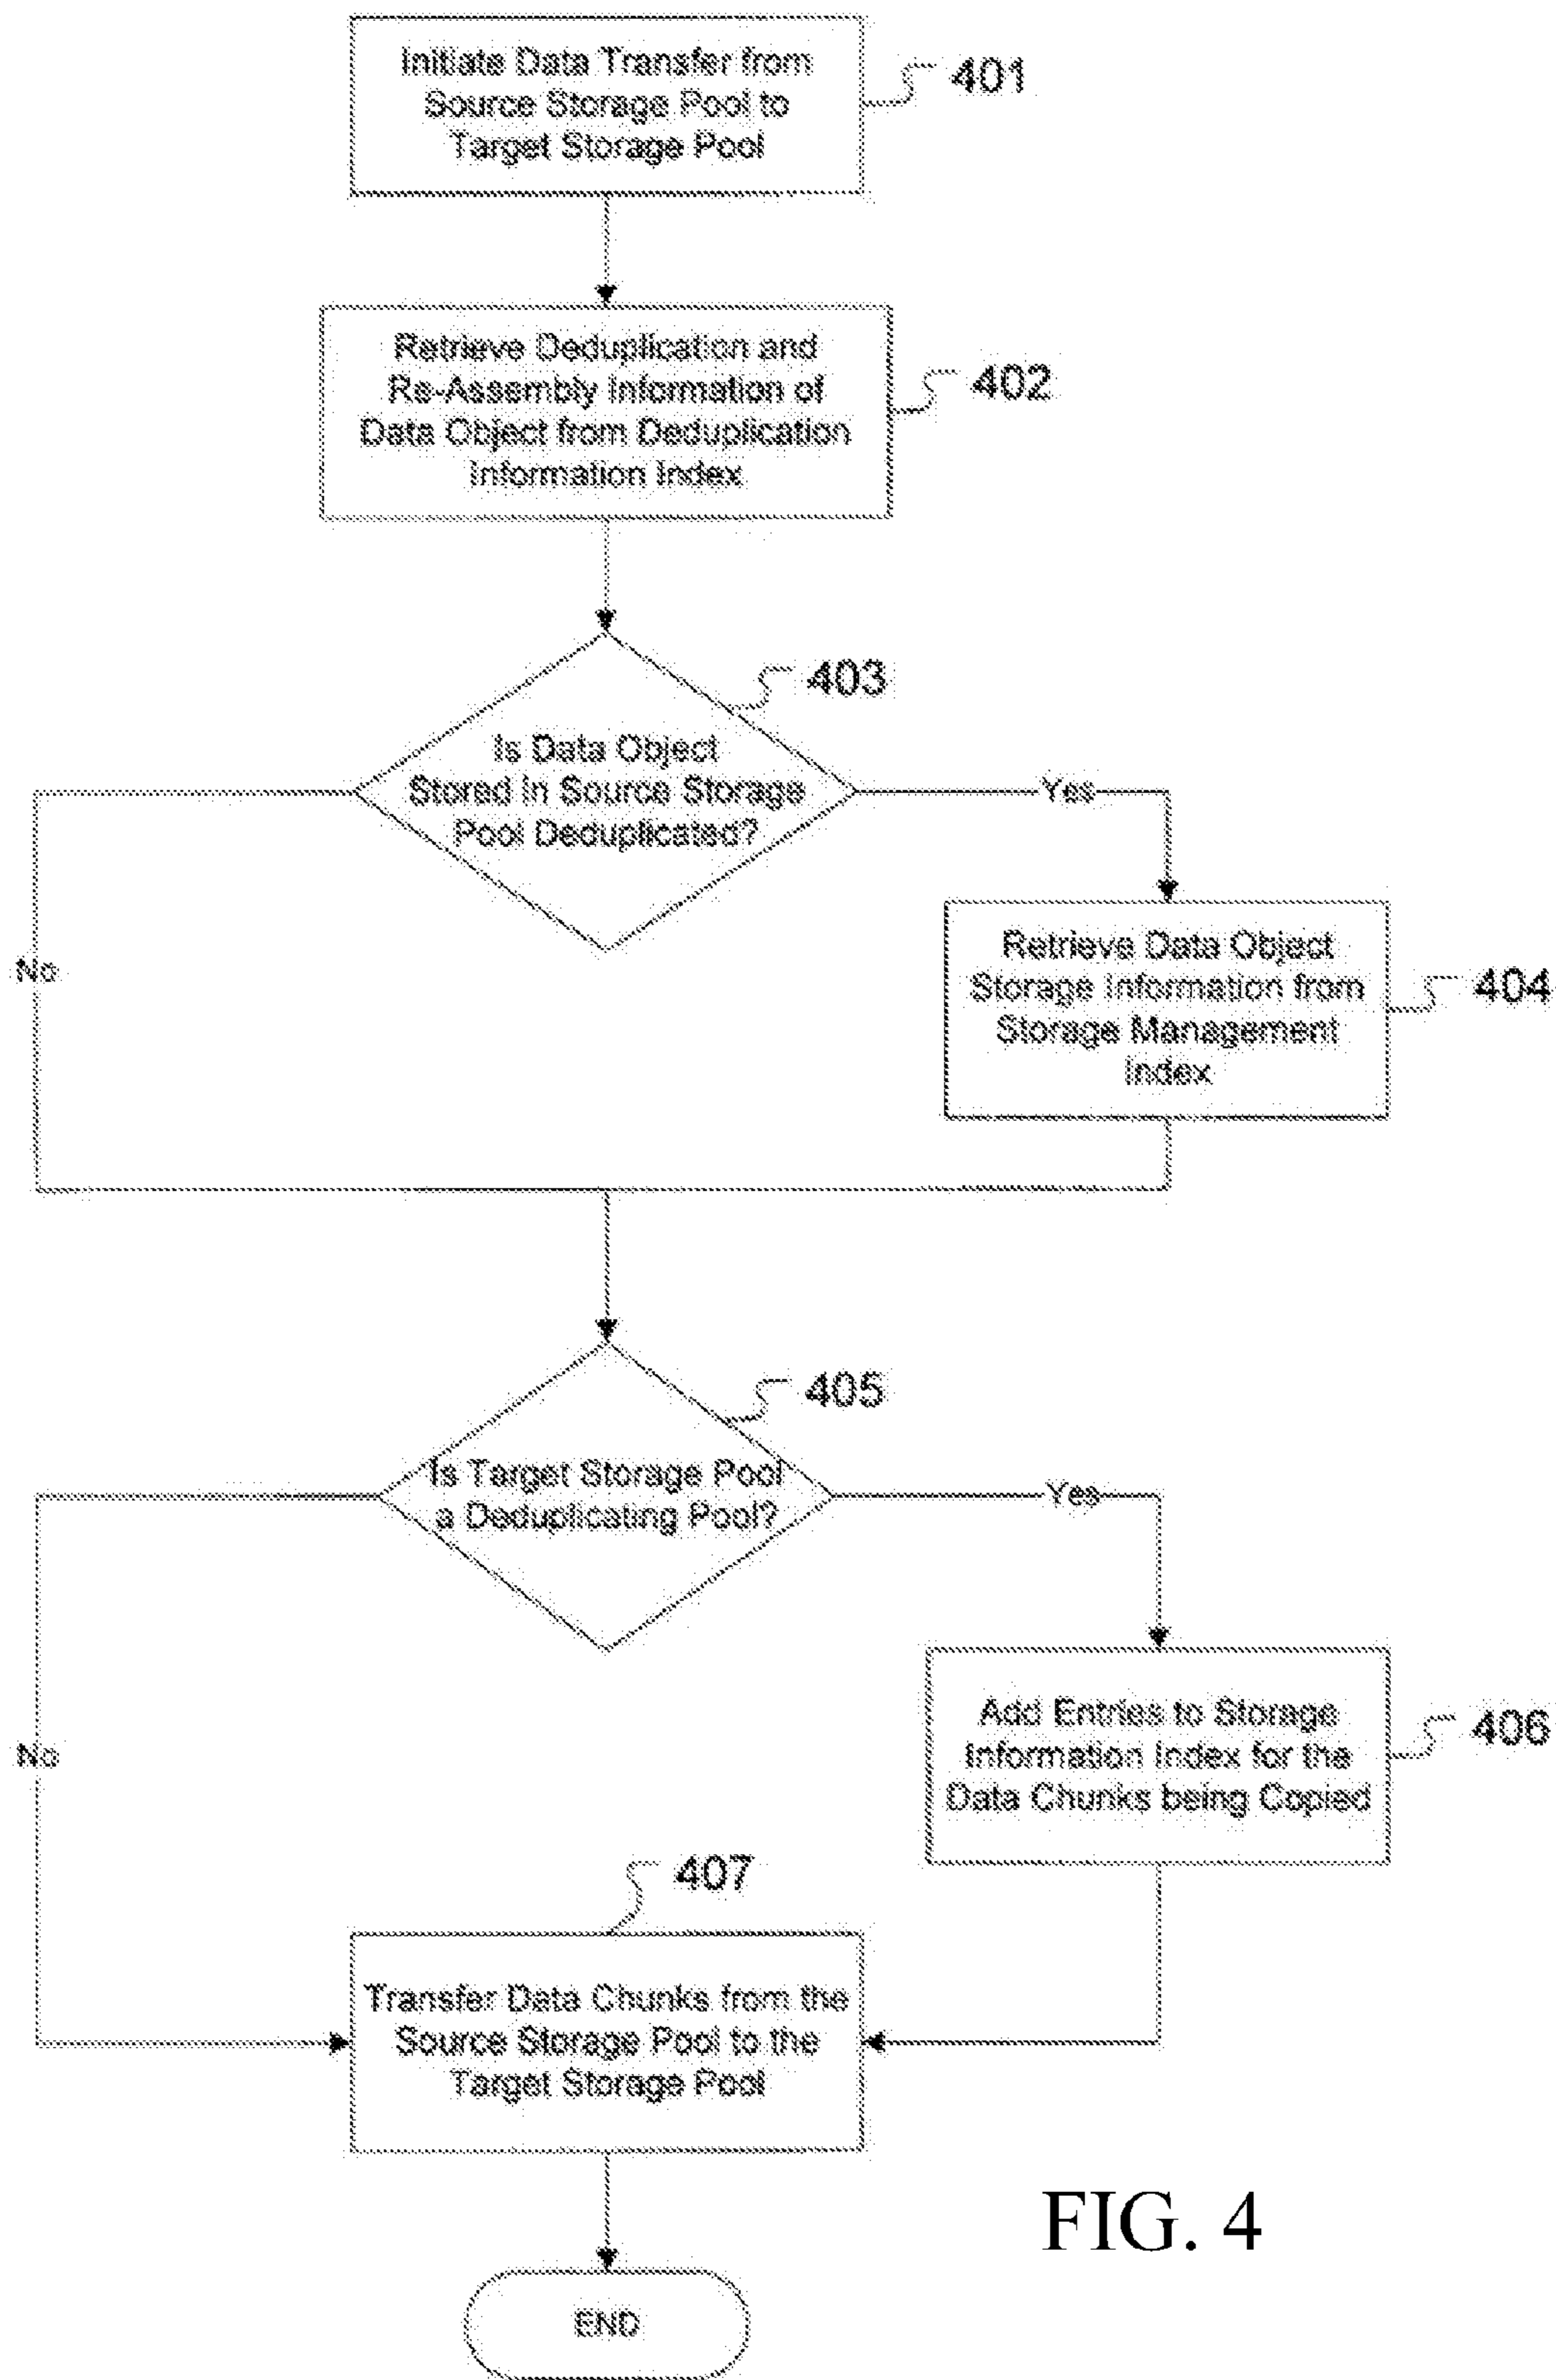 Initiate Data Transfer from
Source Storage Pool to
Target Storage Pool
401
Retrieve Deduplication and
Re-Assembly Information of
Data Object from Deduplication
Information Index
402
403
Is Data Object
Stored in Source Storage
Pool Deduplicated?
Yes
No
Retrieve Data Object
Storage Information from
Storage Management
Index
404
405
Is Target Storage Pool
a Deduplicating Pool?
Yes
No
Add Entries to Storage
Information Index for the
Data Chunks being Copied
406
407
Transfer Data Chunks from the
Source Storage Pool to the
Target Storage Pool
FIG. 4
END